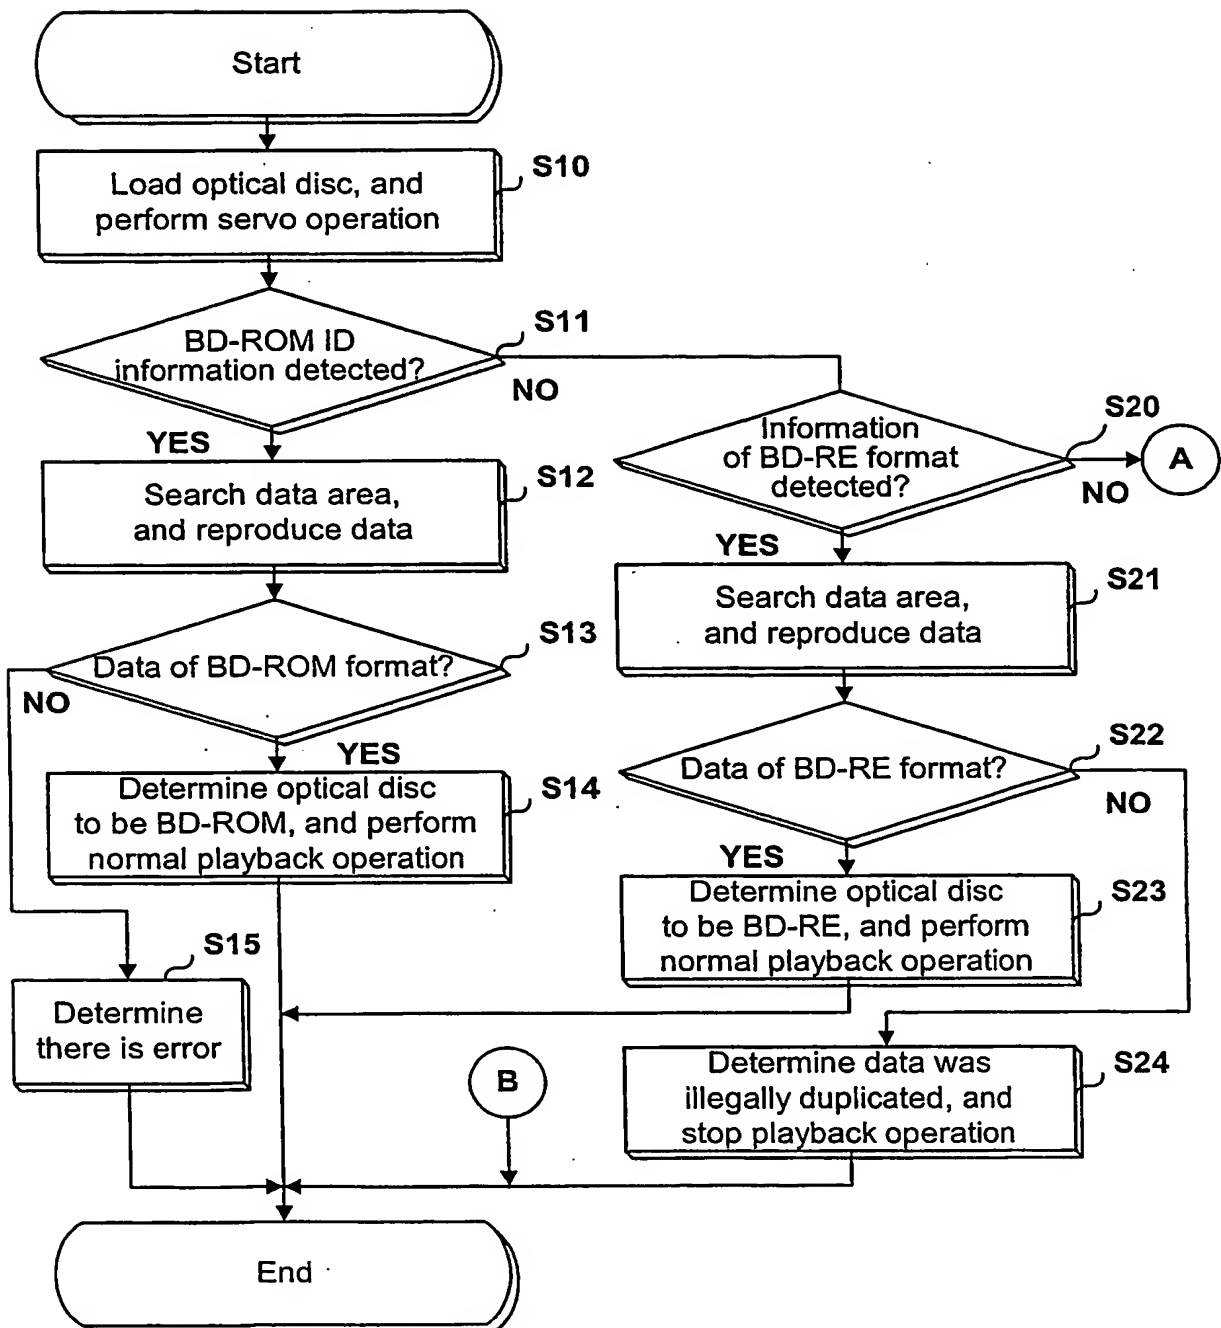 Start
S10
Load optical disc, and
perform servo operation
S11
BD-ROM ID
information detected?
NO
YES
S20
Information
of BD-RE format
detected?
A
NO
S12
Search data area,
and reproduce data
YES
S21
Search data area,
and reproduce data
S13
Data of BD-ROM format?
NO
YES
S22
Data of BD-RE format?
NO
S14
Determine optical disc
to be BD-ROM, and perform
normal playback operation
YES
S23
Determine optical disc
to be BD-RE, and perform
normal playback operation
S15
Determine
there is error
B
S24
Determine data was
illegally duplicated, and
stop playback operation
End